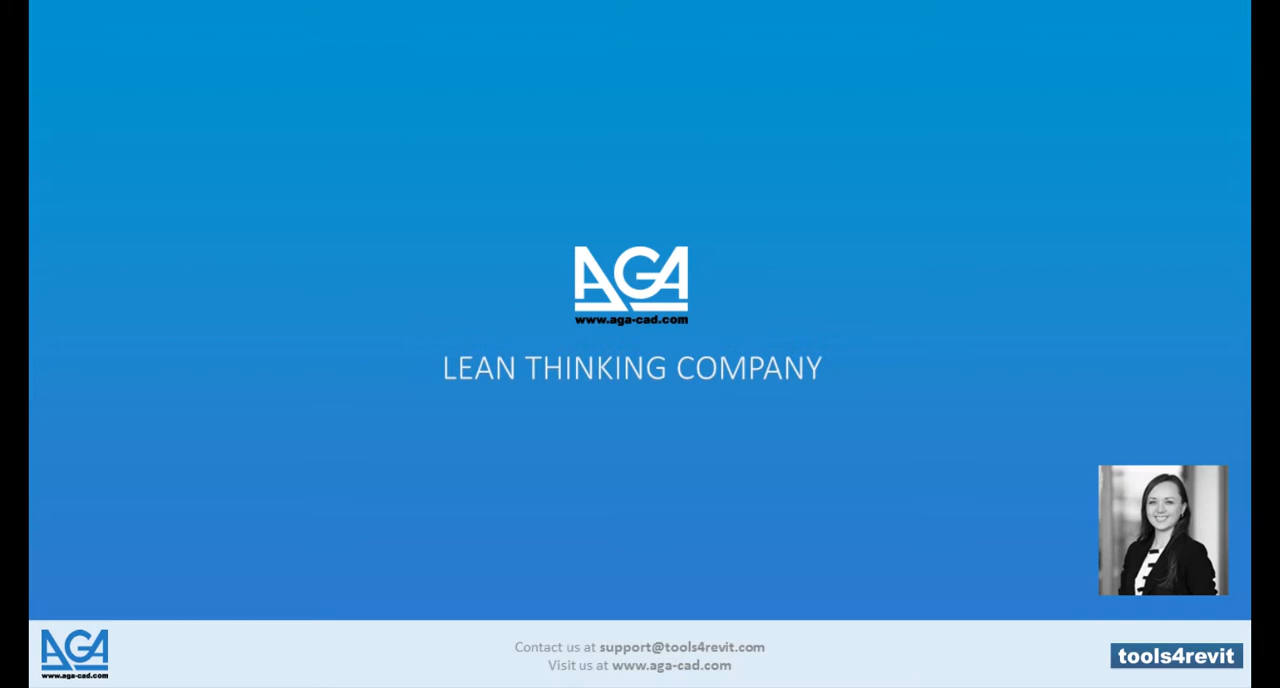 AGA
www.aga-cad.com
LEAN THINKING COMPANY
AGA
www.aga-cad.com
Contact us at support@tools4revit.com
Visit us at www.aga-cad.com
tools4revit